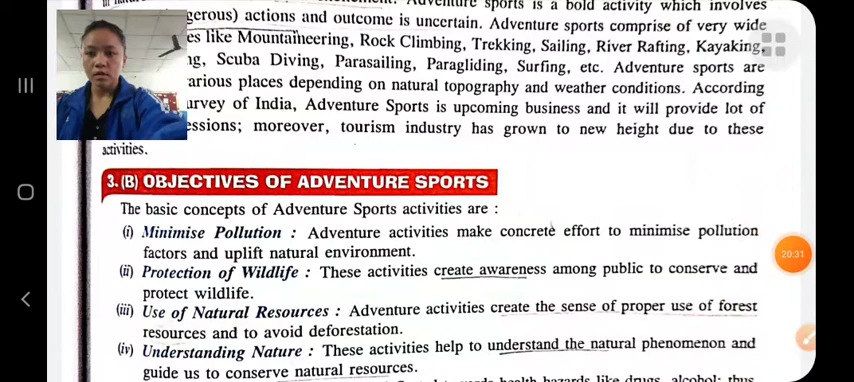 Adventure sports is a bold activity which involves
gerous) actions and outcome is uncertain. Adventure sports comprise of very wide
es like Mountaineering, Rock Climbing, Trekking, Sailing, River Rafting, Kayaking,
ng, Scuba Diving, Parasailing, Paragliding, Surfing, etc. Adventure sports are
arious places depending on natural topography and weather conditions. According
urvey of India, Adventure Sports is upcoming business and it will provide lot of
essions; moreover, tourism industry has grown to new height due to these
activities.
3. (B) OBJECTIVES OF ADVENTURE SPORTS
The basic concepts of Adventure Sports activities are :
(i) Minimise Pollution : Adventure activities make concrete effort to minimise pollution
factors and uplift natural environment.
(ii) Protection of Wildlife : These activities create awareness among public to conserve and
protect wildlife.
20:31
(iii) Use of Natural Resources : Adventure activities create the sense of proper use of forest
resources and to avoid deforestation.
(iv) Understanding Nature : These activities help to understand the natural phenomenon and
guide us to conserve natural resources.
health hazards like drugs, alcohol; thus